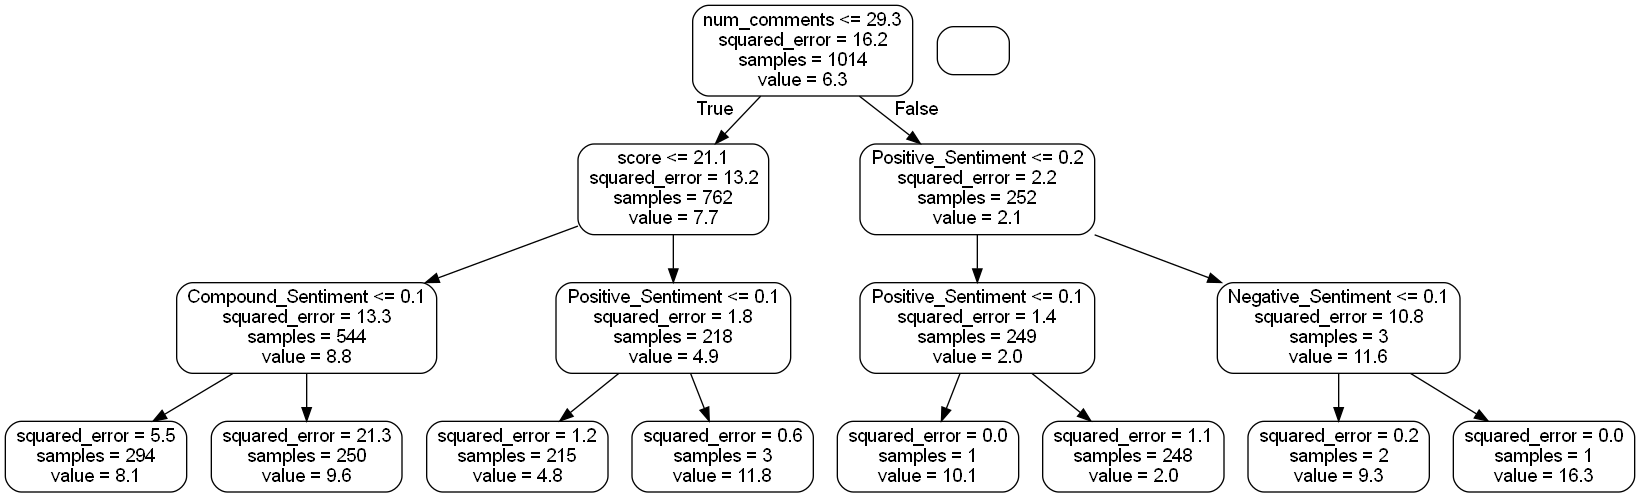 num_comments <= 29.3
squared_error = 16.2
samples = 1014
value = 6.3
True
False
score <= 21.1
squared_error = 13.2
samples = 762
value = 7.7
Positive_Sentiment <= 0.2
squared_error = 2.2
samples = 252
value = 2.1
Compound_Sentiment <= 0.1
squared_error = 13.3
samples = 544
value = 8.8
Positive_Sentiment <= 0.1
squared_error = 1.8
samples = 218
value = 4.9
Positive_Sentiment <= 0.1
squared_error = 1.4
samples = 249
value = 2.0
Negative_Sentiment <= 0.1
squared_error = 10.8
samples = 3
value = 11.6
squared_error = 5.5
samples = 294
value = 8.1
squared_error = 21.3
samples = 250
value = 9.6
squared_error = 1.2
samples = 215
value = 4.8
squared_error = 0.6
samples = 3
value = 11.8
squared_error = 0.0
samples = 1
value = 10.1
squared_error = 1.1
samples = 248
value = 2.0
squared_error = 0.2
samples = 2
value = 9.3
squared_error = 0.0
samples = 1
value = 16.3